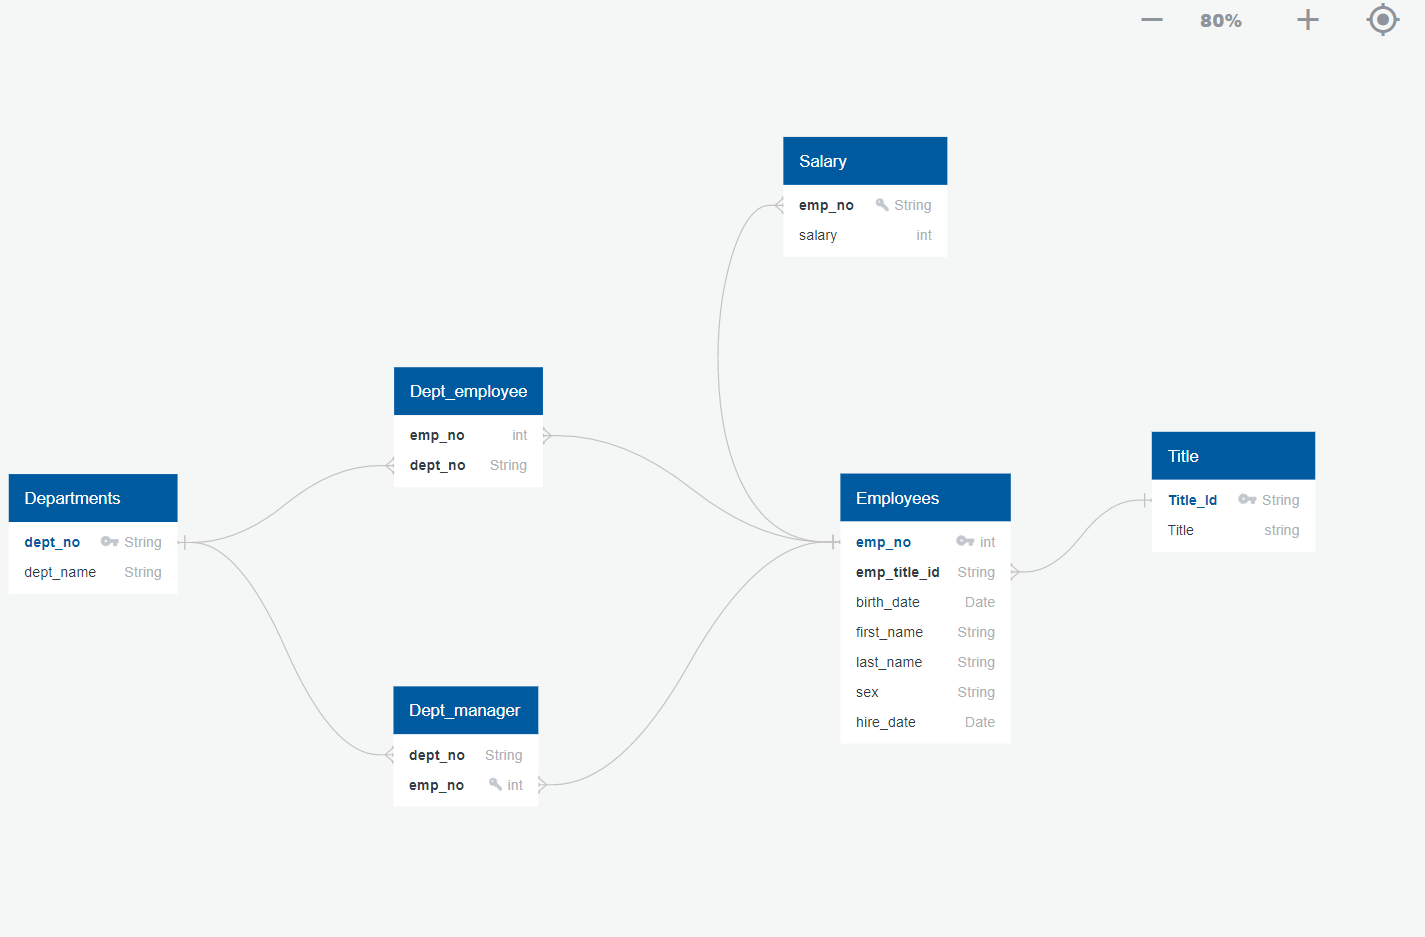 80%
Salary
emp_no String
salary int
Dept_employee
emp_no int
dept_no String
Departments
dept_no String
dept_name String
Employees
emp_no int
emp_title_id String
birth_date Date
first_name String
last_name String
sex String
hire_date Date
Title
Title_Id String
Title string
Dept_manager
dept_no String
emp_no int